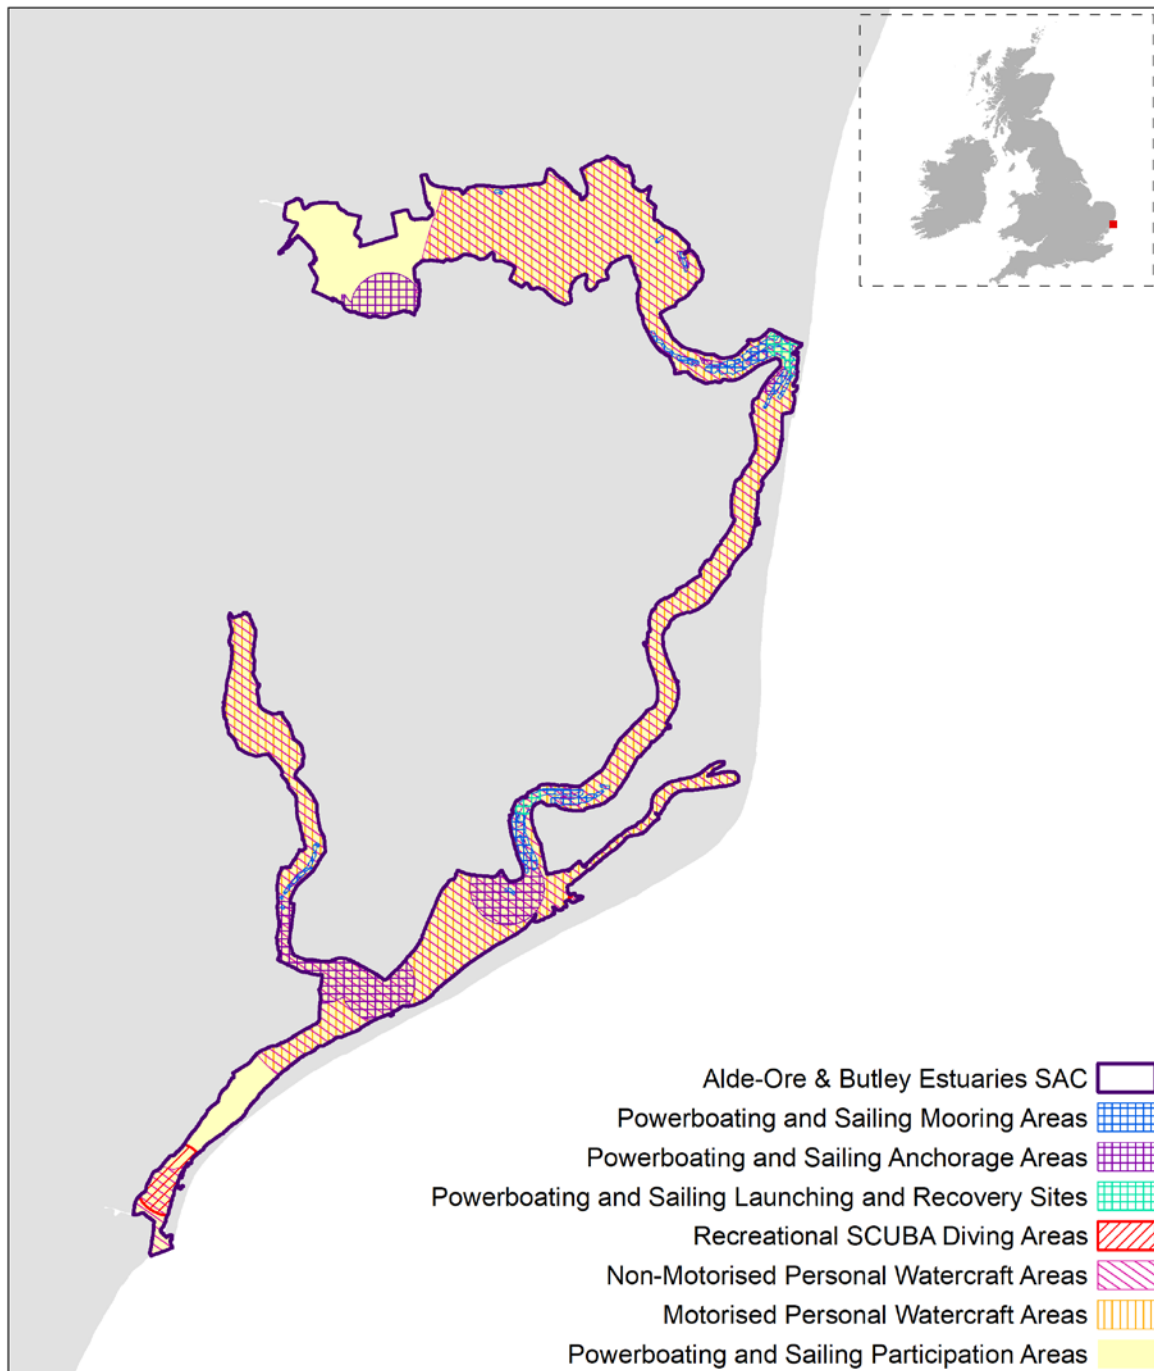 Alde-Ore & Butley Estuaries SAC
Powerboating and Sailing Mooring Areas
Powerboating and Sailing Anchorage Areas
Powerboating and Sailing Launching and Recovery Sites
Recreational SCUBA Diving Areas
Non-Motorised Personal Watercraft Areas
Motorised Personal Watercraft Areas
Powerboating and Sailing Participation Areas